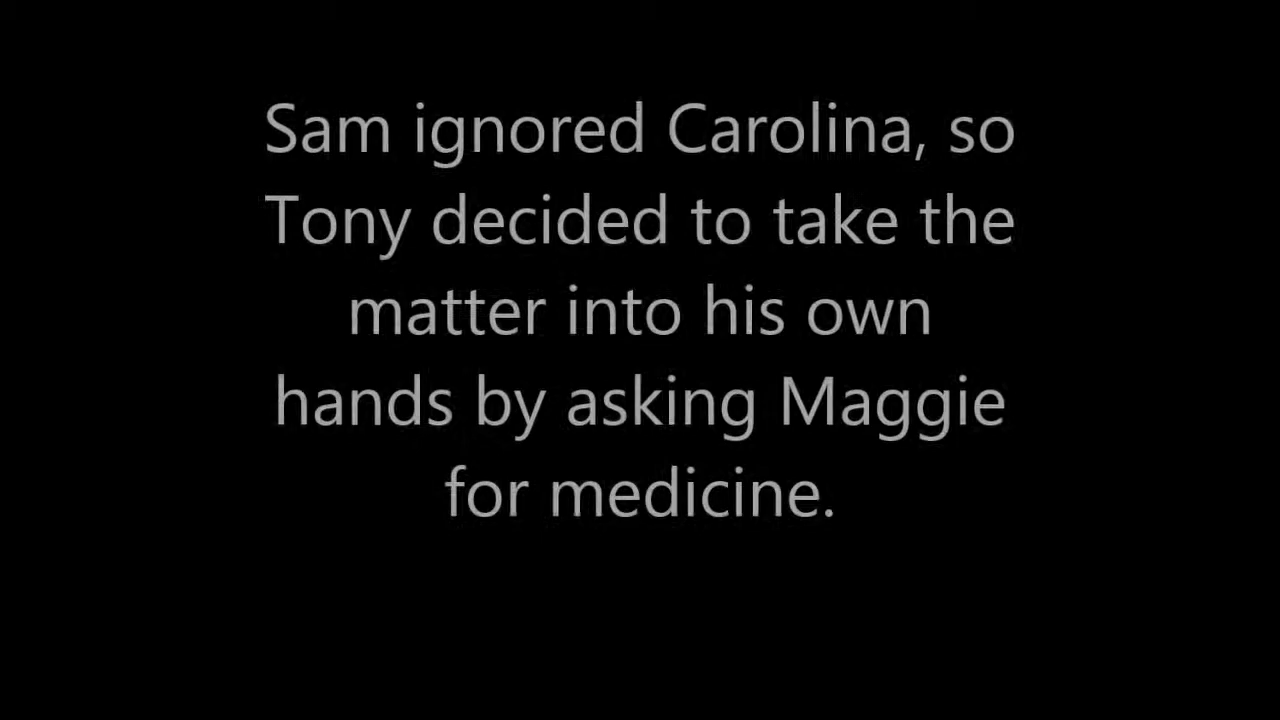 Sam ignored Carolina, so
Tony decided to take the
matter into his own
hands by asking Maggie
for medicine.